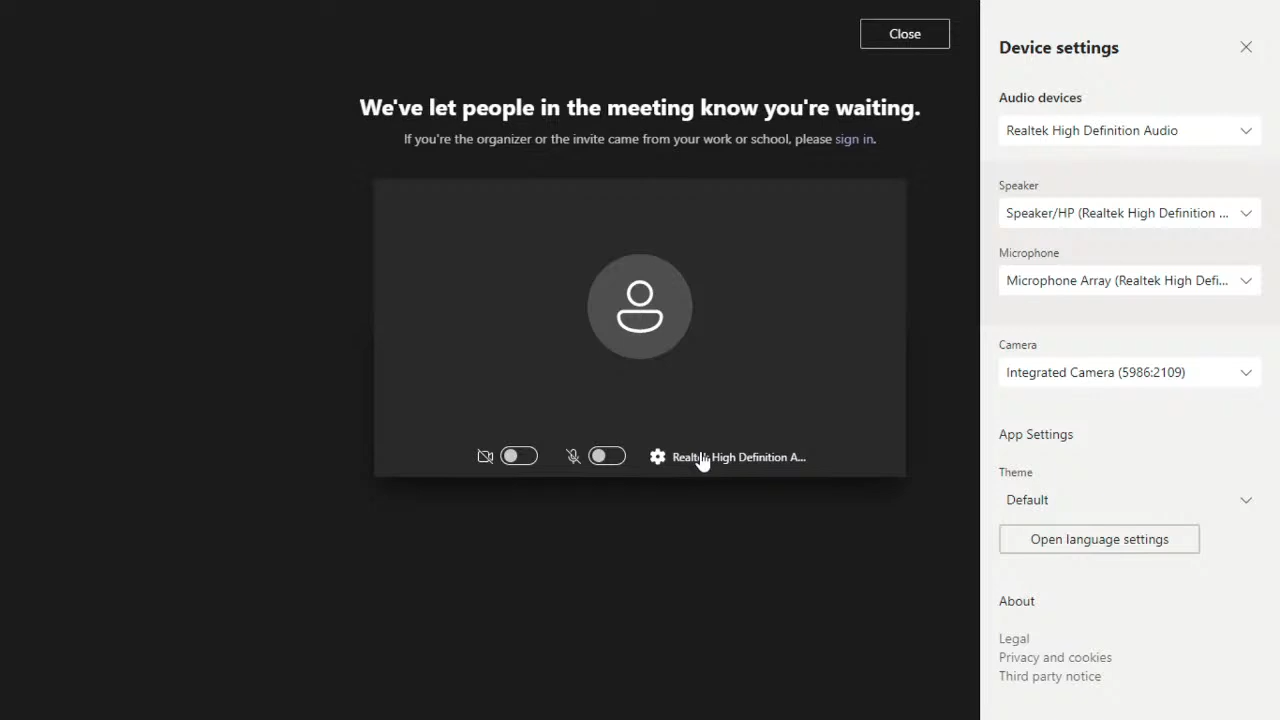 Close
We've let people in the meeting know you're waiting.
If you're the organizer or the invite came from your work or school, please sign in.
Realtek High Definition A...
Device settings
Audio devices
Realtek High Definition Audio
Speaker
Speaker/HP (Realtek High Definition ...
Microphone
Microphone Array (Realtek High Defi...
Camera
Integrated Camera (5986:2109)
App Settings
Theme
Default
Open language settings
About
Legal
Privacy and cookies
Third party notice